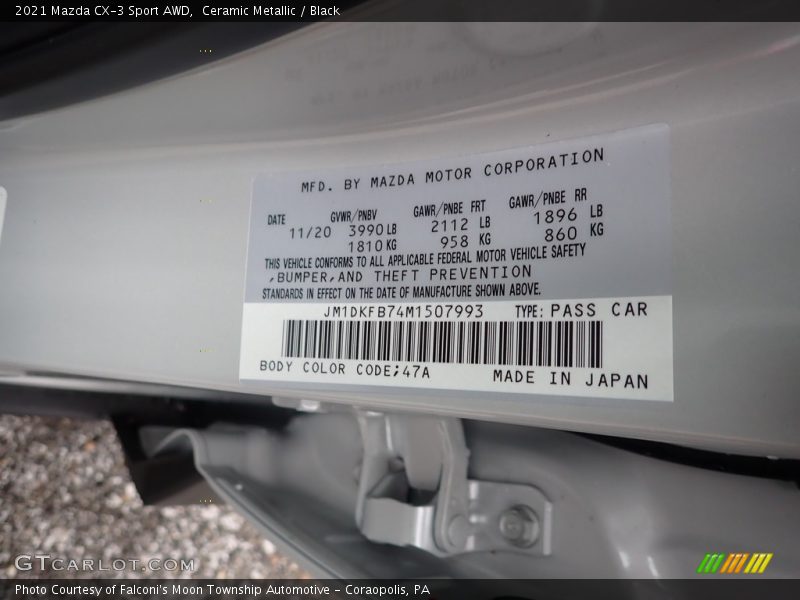 2021 Mazda CX-3 Sport AWD,  Ceramic Metallic / Black
MFD. BY MAZDA MOTOR CORPORATION
DATE GVWR/PNBV GAWR/PNBE FRT GAWR/PNBE RR
11/20 3990 LB 2112 LB 1896 LB
1810 KG 958 KG 860 KG
THIS VEHICLE CONFORMS TO ALL APPLICABLE FEDERAL MOTOR VEHICLE SAFETY
,BUMPER,AND THEFT PREVENTION
STANDARDS IN EFFECT ON THE DATE OF MANUFACTURE SHOWN ABOVE.
JM1DKFB74M1507993 TYPE: PASS CAR
BODY COLOR CODE;47A MADE IN JAPAN
GTCARLOT.COM
Photo Courtesy of Falconi's Moon Township Automotive - Coraopolis, PA